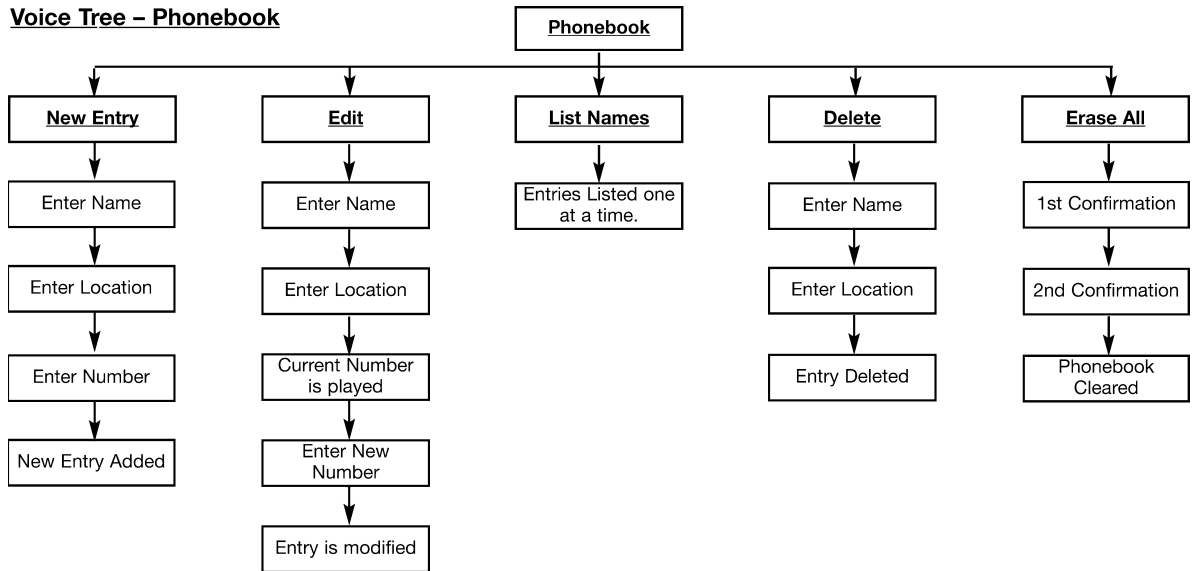 Voice Tree – Phonebook
Phonebook
New Entry
Edit
List Names
Delete
Erase All
Enter Name
Enter Name
Entries Listed one
at a time.
Enter Name
1st Confirmation
Enter Location
Enter Location
Enter Location
2nd Confirmation
Enter Number
Current Number
is played
Entry Deleted
Phonebook
Cleared
New Entry Added
Enter New
Number
Entry is modified